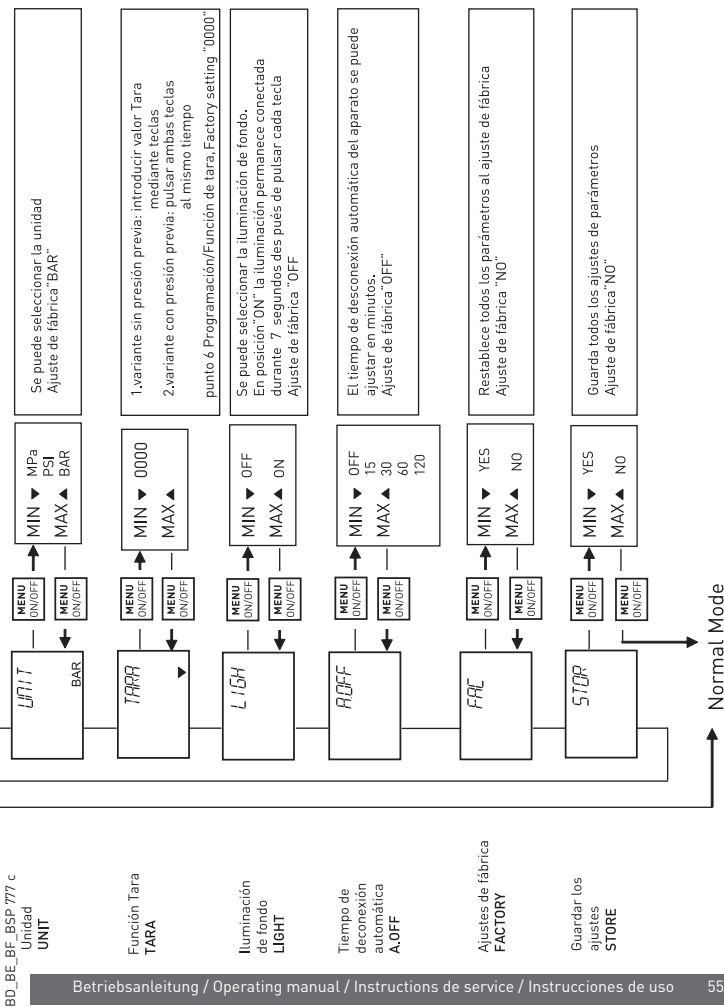 BD_BE_BF_BSP 777 c
Unidad
UNIT
UNIT
BAR
MENU
ON/OFF
MENU
ON/OFF
MIN ▼ MPa
PSI
MAX ▲ BAR
Se puede seleccionar la unidad
Ajuste de fábrica“BAR”
Función Tara
TARA
TARA
▼
MENU
ON/OFF
MENU
ON/OFF
MIN ▼ 0000
MAX ▲
1.variante sin presión previa: introducir valor Tara
mediante teclas
2.variante con presión previa: pulsar ambas teclas
al mismo tiempo
punto 6 Programación/Función de tara,Factory setting “0000”
Iluminación
de fondo
LIGHT
LIGH
MENU
ON/OFF
MENU
ON/OFF
MIN ▼ OFF
MAX ▲ ON
Se puede seleccionar la iluminación de fondo.
En posición“ON” la iluminación permanece conectada
durante 7 segundos des pués de pulsar cada tecla
Ajuste de fábrica “OFF
Tiempo de
deconexión
automática
A.OFF
A.OFF
MENU
ON/OFF
MENU
ON/OFF
MIN ▼ OFF
15
MAX ▲ 30
60
120
El tiempo de desconexión automática del aparato se puede
ajustar en minutos.
Ajuste de fábrica“OFF”
Ajustes de fábrica
FACTORY
FAC
MENU
ON/OFF
MENU
ON/OFF
MIN ▼ YES
MAX ▲ NO
Restablece todos los parámetros al ajuste de fábrica
Ajuste de fábrica “NO”
Guardar los
ajustes
STORE
STOR
MENU
ON/OFF
MENU
ON/OFF
MIN ▼ YES
MAX ▲ NO
Guarda todos los ajustes de parámetros
Ajuste de fábrica“NO”
Normal Mode
Betriebsanleitung / Operating manual / Instructions de service / Instrucciones de uso 55